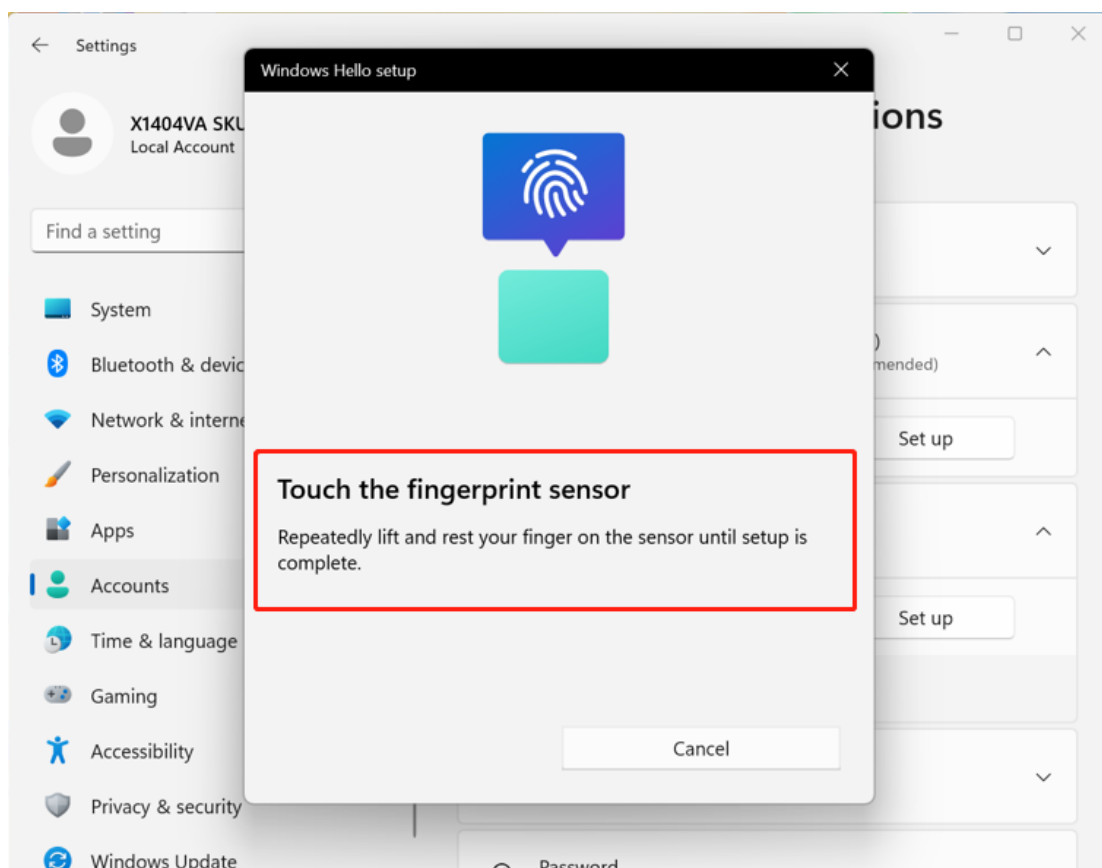 Settings
Windows Hello setup
X1404VA SKU
Local Account
ions
Find a setting
System
Bluetooth & devic
mended)
Network & interne
Set up
Personalization
Touch the fingerprint sensor
Repeatedly lift and rest your finger on the sensor until setup is
complete.
Apps
Accounts
Set up
Time & language
Gaming
Cancel
Accessibility
Privacy & security
Windows Update
Password